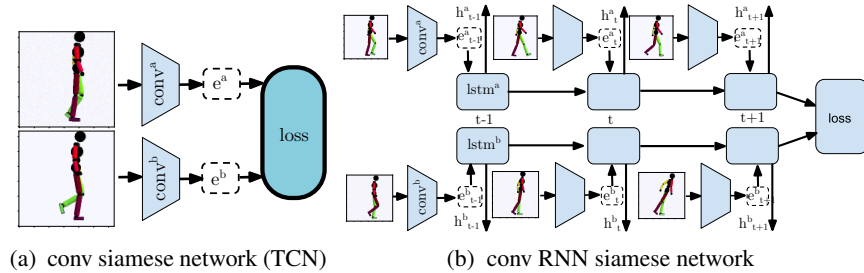 (a)
conv^a
e^a
conv^b
e^b
loss
(a) conv siamese network (TCN)
(b)
h^a_{t-1}
h^a_t
h^a_{t+1}
conv^a
e^a_{t-1}
e^a_t
e^a_{t+1}
lstm^a
t-1
t
t+1
loss
lstm^b
conv^b
e^b_{t-1}
e^b_t
e^b_{t+1}
h^b_{t-1}
h^b_t
h^b_{t+1}
(b) conv RNN siamese network